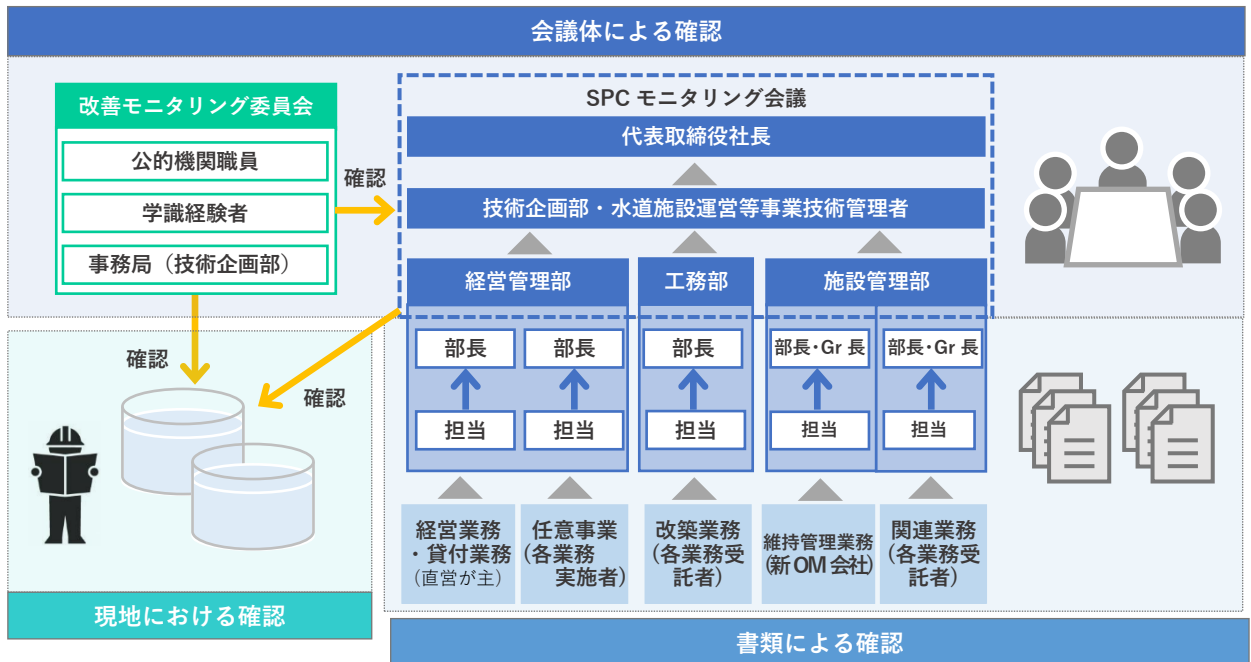 会議体による確認
改善モニタリング委員会
公的機関職員
学識経験者
事務局（技術企画部）
確認
SPC モニタリング会議
代表取締役社長
技術企画部・水道施設運営等事業技術管理者
経営管理部
工務部
施設管理部
部長
部長
部長
部長・Gr 長
部長・Gr 長
担当
担当
担当
担当
担当
経営業務
・貸付業務
（直営が主）
任意事業
(各業務
実施者)
改築業務
(各業務受
託者)
維持管理業務
(新 OM 会社)
関連業務
(各業務受
託者)
確認
確認
現地における確認
書類による確認